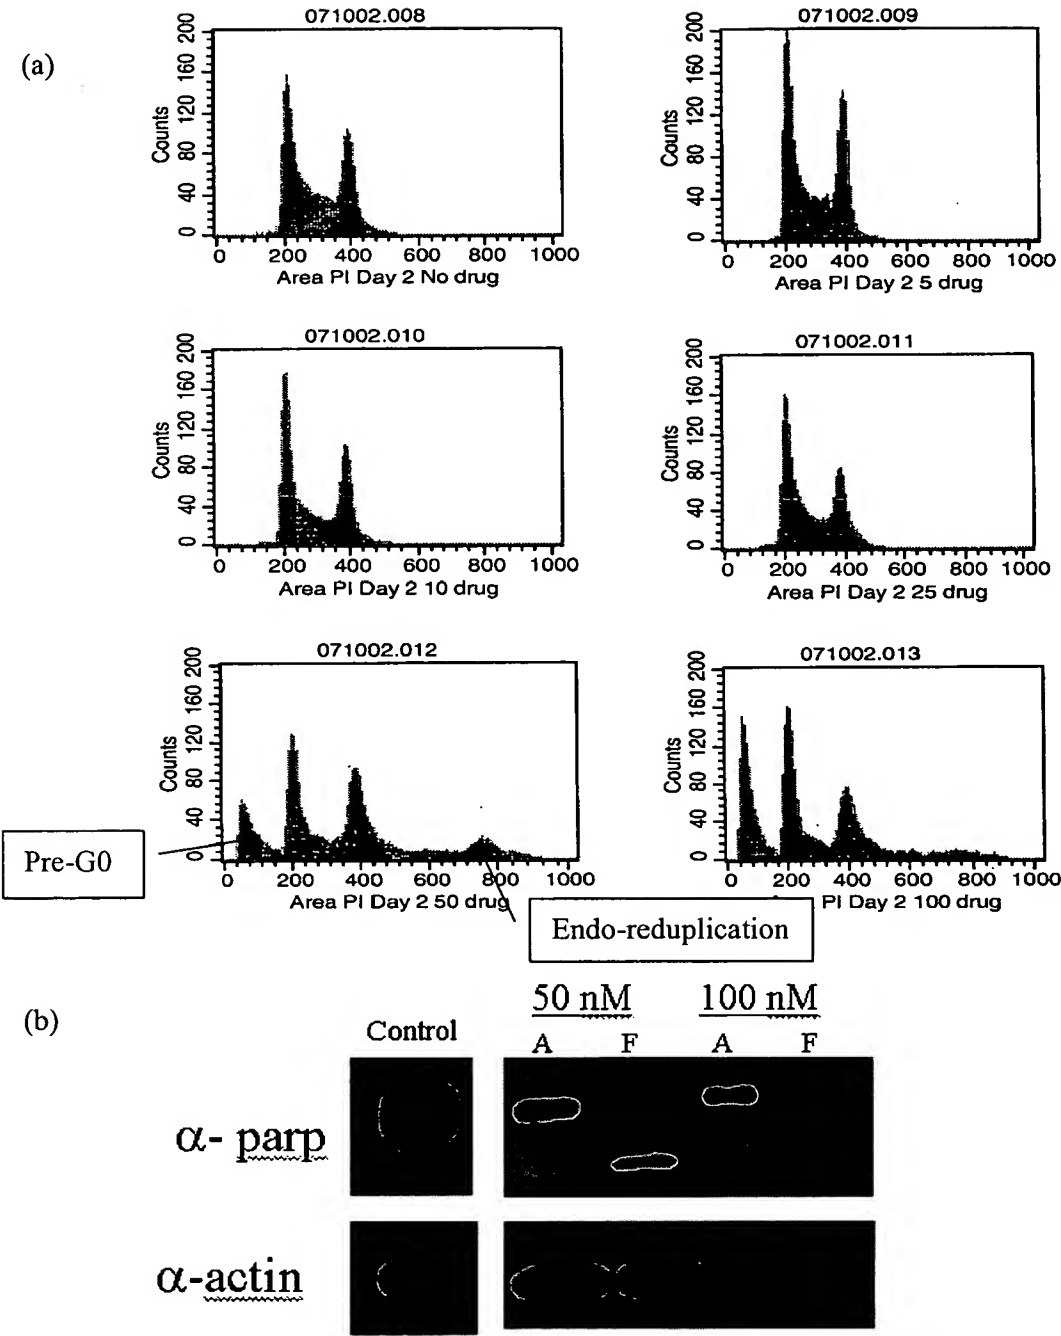 (a)
071002.008
200
160
120
80
40
0
Counts
0 200 400 600 800 1000
Area PI Day 2 No drug
071002.009
200
160
120
80
40
0
Counts
0 200 400 600 800 1000
Area PI Day 2 5 drug
071002.010
200
160
120
80
40
0
Counts
0 200 400 600 800 1000
Area PI Day 2 10 drug
071002.011
200
160
120
80
40
0
Counts
0 200 400 600 800 1000
Area PI Day 2 25 drug
071002.012
200
160
120
80
40
0
Counts
0 200 400 600 800 1000
Area PI Day 2 50 drug
071002.013
200
160
120
80
40
0
Counts
0 200 400 600 800 1000
PI Day 2 100 drug
Pre-G0
Endo-reduplication
(b)
Control
50 nM 100 nM
A F A F
α- parp
α-actin